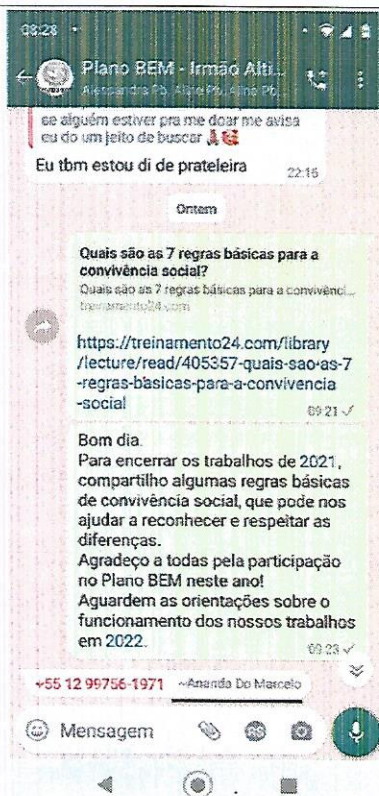 08:28
Plano BEM - Irmão Alti...
Alessandra Pb, Aline Pb, Aline Pb,
se alguém estiver pra me doar me avisa
eu do um jeito de buscar
Eu tbm estou di de prateleira 22:16
Ontem
Quais são as 7 regras básicas para a
convivência social?
Quais são as 7 regras básicas para a convivênci...
treinamento24.com
https://treinamento24.com/library
/lecture/read/405357-quais-sao-as-7
-regras-basicas-para-a-convivencia
-social 09:21
Bom dia.
Para encerrar os trabalhos de 2021,
compartilho algumas regras básicas
de convivência social, que pode nos
ajudar a reconhecer e respeitar as
diferenças.
Agradeço a todas pela participação
no Plano BEM neste ano!
Aguardem as orientações sobre o
funcionamento dos nossos trabalhos
em 2022. 09:23
+55 12 99756-1971 ~Ananda Do Marcelo
Mensagem